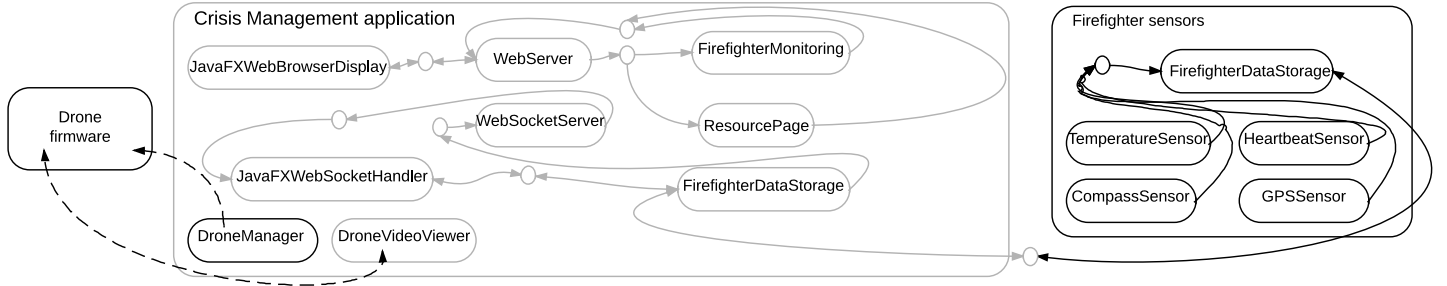 Crisis Management application
JavaFXWebBrowserDisplay
WebServer
FirefighterMonitoring
WebSocketServer
ResourcePage
JavaFXWebSocketHandler
FirefighterDataStorage
DroneManager
DroneVideoViewer
Drone
firmware
Firefighter sensors
FirefighterDataStorage
TemperatureSensor
HeartbeatSensor
CompassSensor
GPSSensor